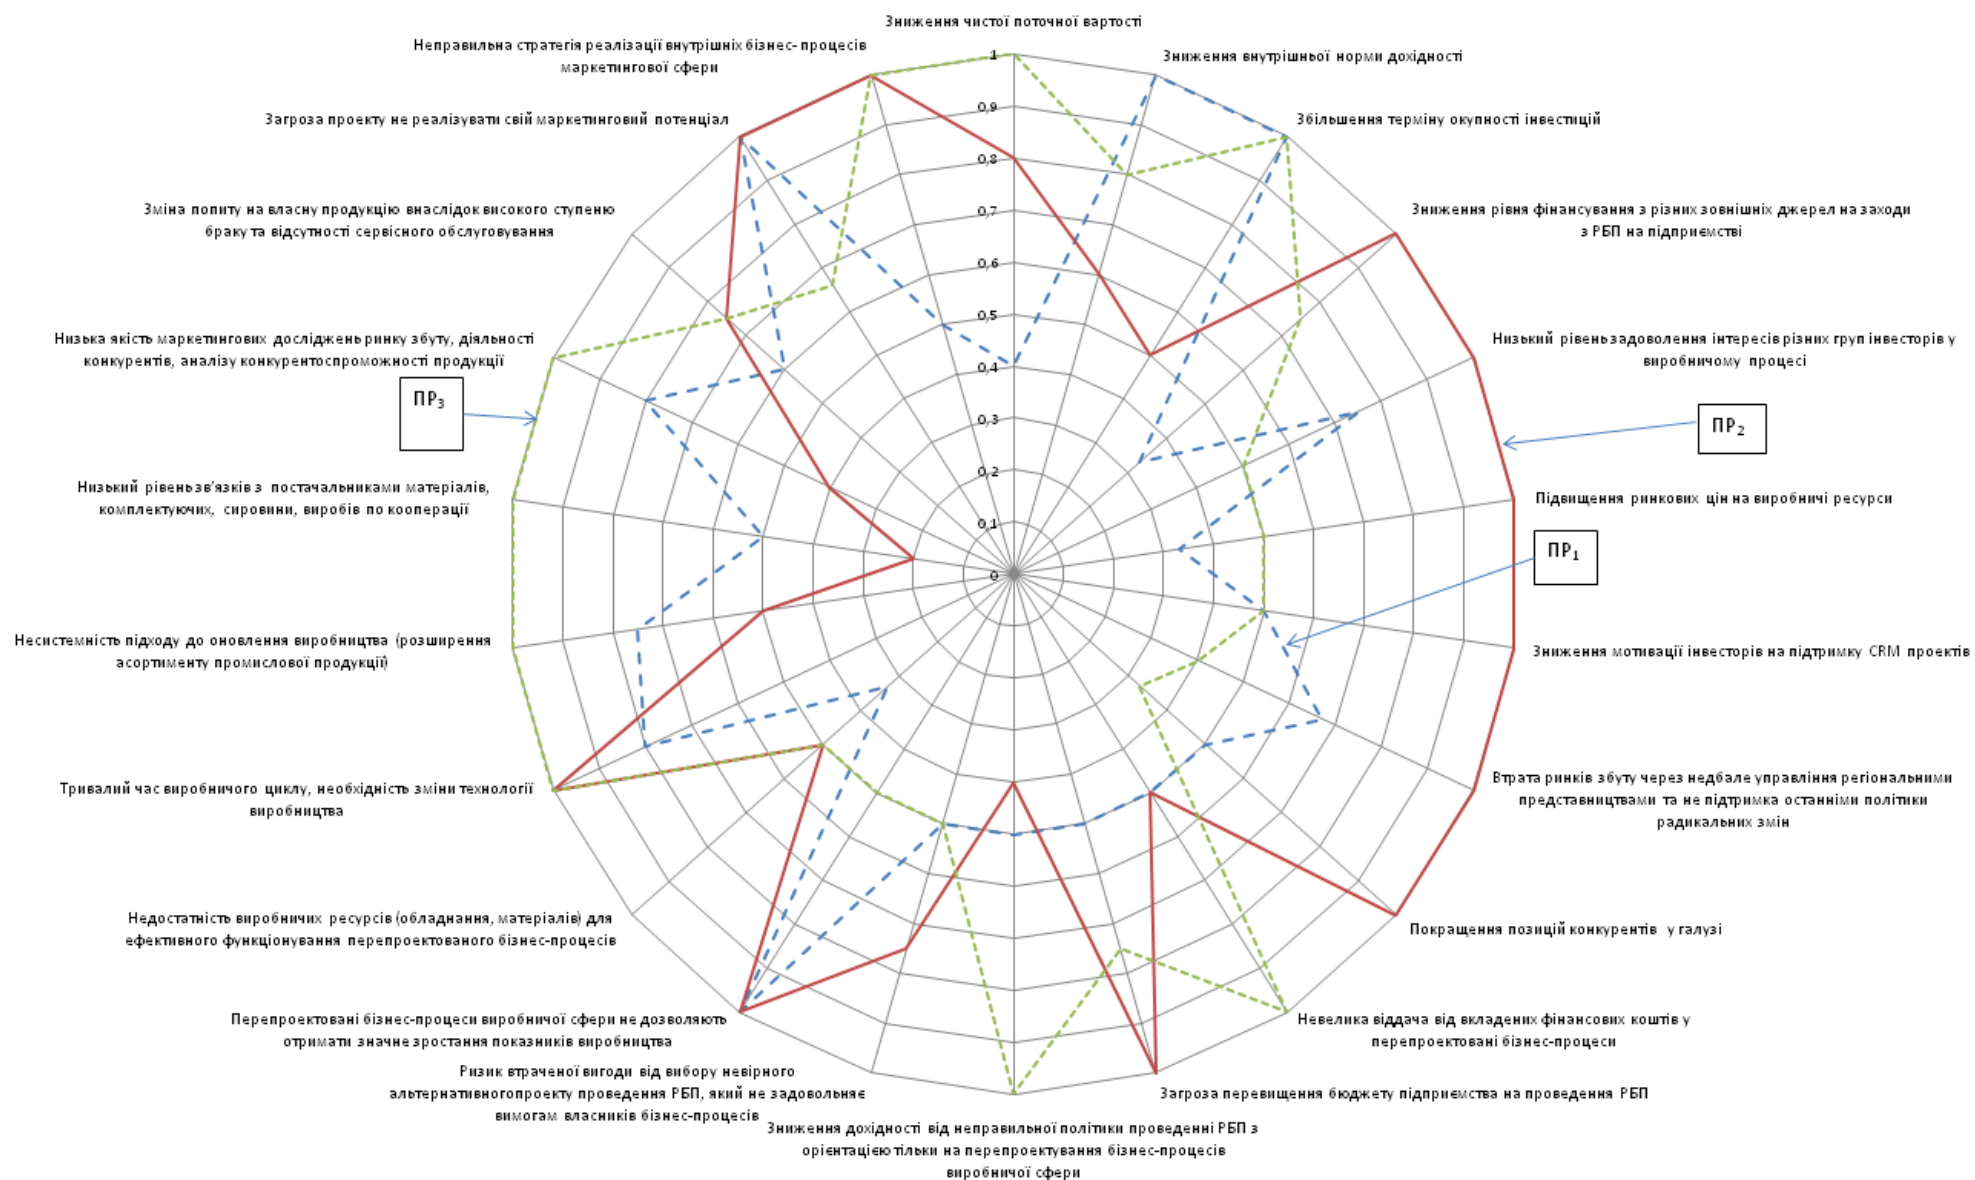 Зниження чистої поточної вартості
Неправильна стратегія реалізації внутрішніх бізнес- процесів
маркетингової сфери
Зниження внутрішньої норми дохідності
Загроза проекту не реалізувати свій маркетинговий потенціал
Збільшення терміну окупності інвестицій
Зміна попиту на власну продукцію внаслідок високого ступеню
браку та відсутності сервісного обслуговування
Зниження рівня фінансування з різних зовнішніх джерел на заходи
з РБП на підприємстві
Низька якість маркетингових досліджень ринку збуту, діяльності
конкурентів, аналізу конкурентоспроможності продукції
Низький рівень задоволення інтересів різних груп інвесторів у
виробничому процесі
ПР3
ПР2
Низький рівень зв'язків з постачальниками матеріалів,
комплектуючих, сировини, виробів по кооперації
Підвищення ринкових цін на виробничі ресурси
ПР1
Несистемність підходу до оновлення виробництва (розширення
асортименту промислової продукції)
Зниження мотивації інвесторів на підтримку CRM проектів
Тривалий час виробничого циклу, необхідність зміни технології
виробництва
Втрата ринків збуту через недбале управління регіональними
представництвами та не підтримка останніми політики
радикальних змін
Недостатність виробничих ресурсів (обладнання, матеріалів) для
ефективного функціонування перепроектованого бізнес-процесів
Покращення позицій конкурентів у галузі
Перепроектовані бізнес-процеси виробничої сфери не дозволяють
отримати значне зростання показників виробництва
Невелика віддача від вкладених фінансових коштів у
перепроектовані бізнес-процеси
Ризик втраченої вигоди від вибору невірного
альтернативногопроекту проведення РБП, який не задовольняє
вимогам власників бізнес-процесів
Загроза перевищення бюджету підприємства на проведення РБП
Зниження дохідності від неправильної політики проведенні РБП з
орієнтацією тільки на перепроектування бізнес-процесів
виробничої сфери
1
0,9
0,8
0,7
0,6
0,5
0,4
0,3
0,2
0,1
0